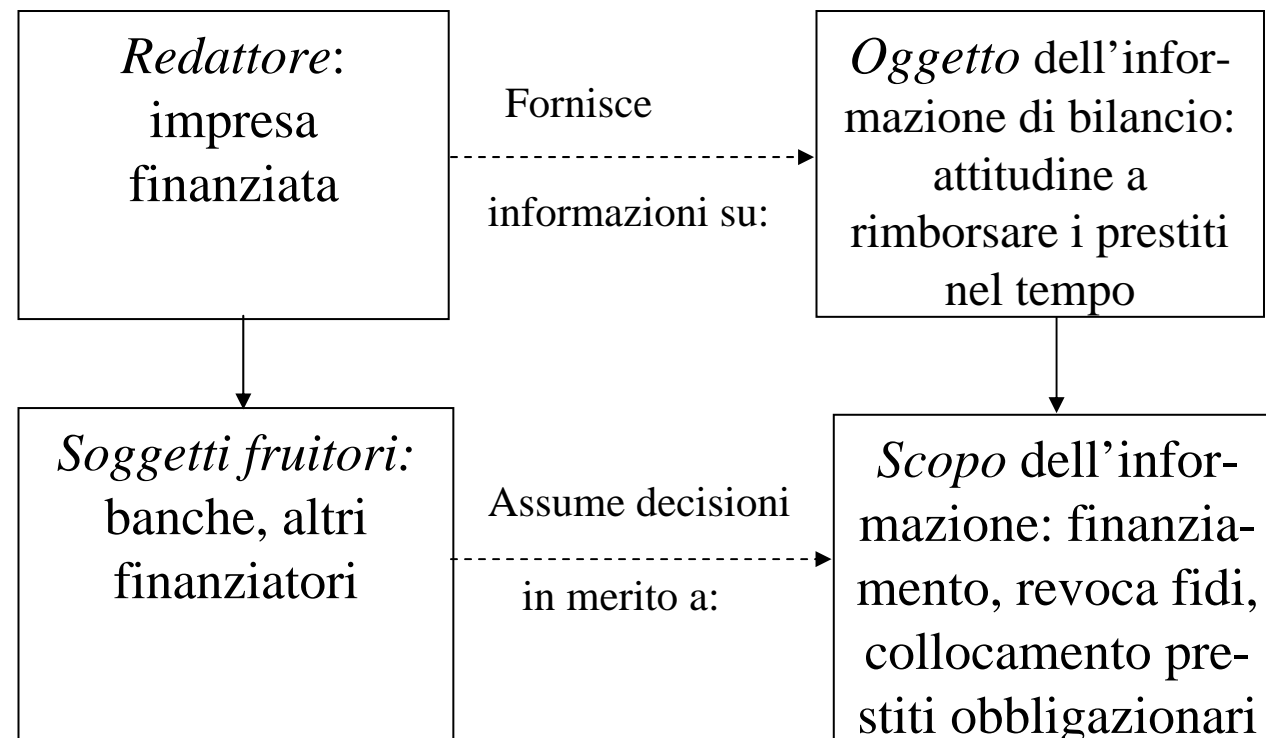 Redattore:
impresa
finanziata
Fornisce
informazioni su:
Oggetto dell’infor-
mazione di bilancio:
attitudine a
rimborsare i prestiti
nel tempo
Soggetti fruitori:
banche, altri
finanziatori
Assume decisioni
in merito a:
Scopo dell’infor-
mazione: finanzia-
mento, revoca fidi,
collocamento pre-
stiti obbligazionari